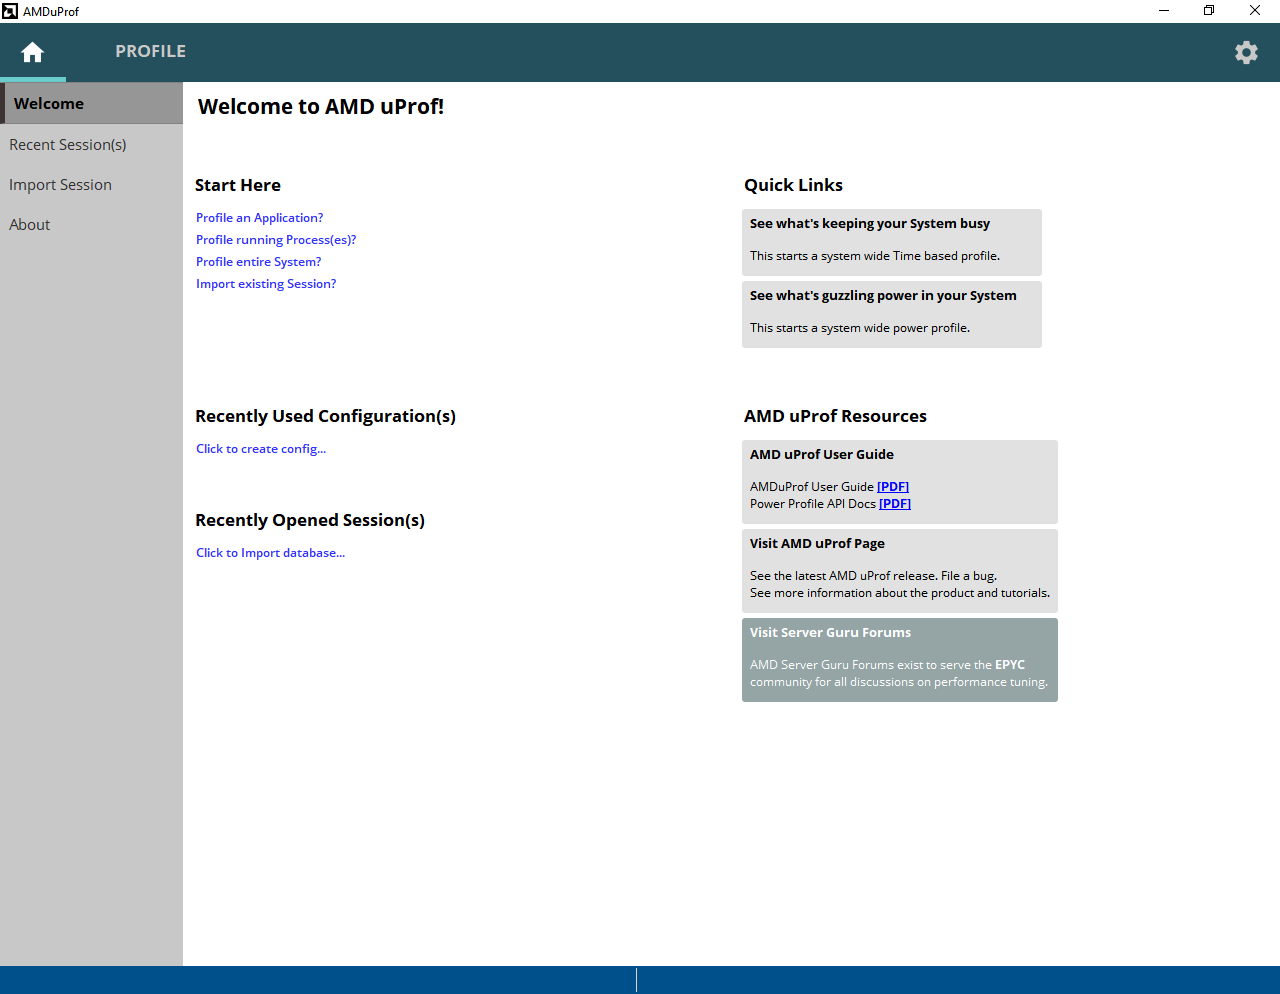 AMDuProf
PROFILE
Welcome
Recent Session(s)
Import Session
About
Welcome to AMD uProf!
Start Here
Profile an Application?
Profile running Process(es)?
Profile entire System?
Import existing Session?
Quick Links
See what's keeping your System busy
This starts a system wide Time based profile.
See what's guzzling power in your System
This starts a system wide power profile.
Recently Used Configuration(s)
Click to create config...
Recently Opened Session(s)
Click to Import database...
AMD uProf Resources
AMD uProf User Guide
AMDuProf User Guide [PDF]
Power Profile API Docs [PDF]
Visit AMD uProf Page
See the latest AMD uProf release. File a bug.
See more information about the product and tutorials.
Visit Server Guru Forums
AMD Server Guru Forums exist to serve the EPYC
community for all discussions on performance tuning.